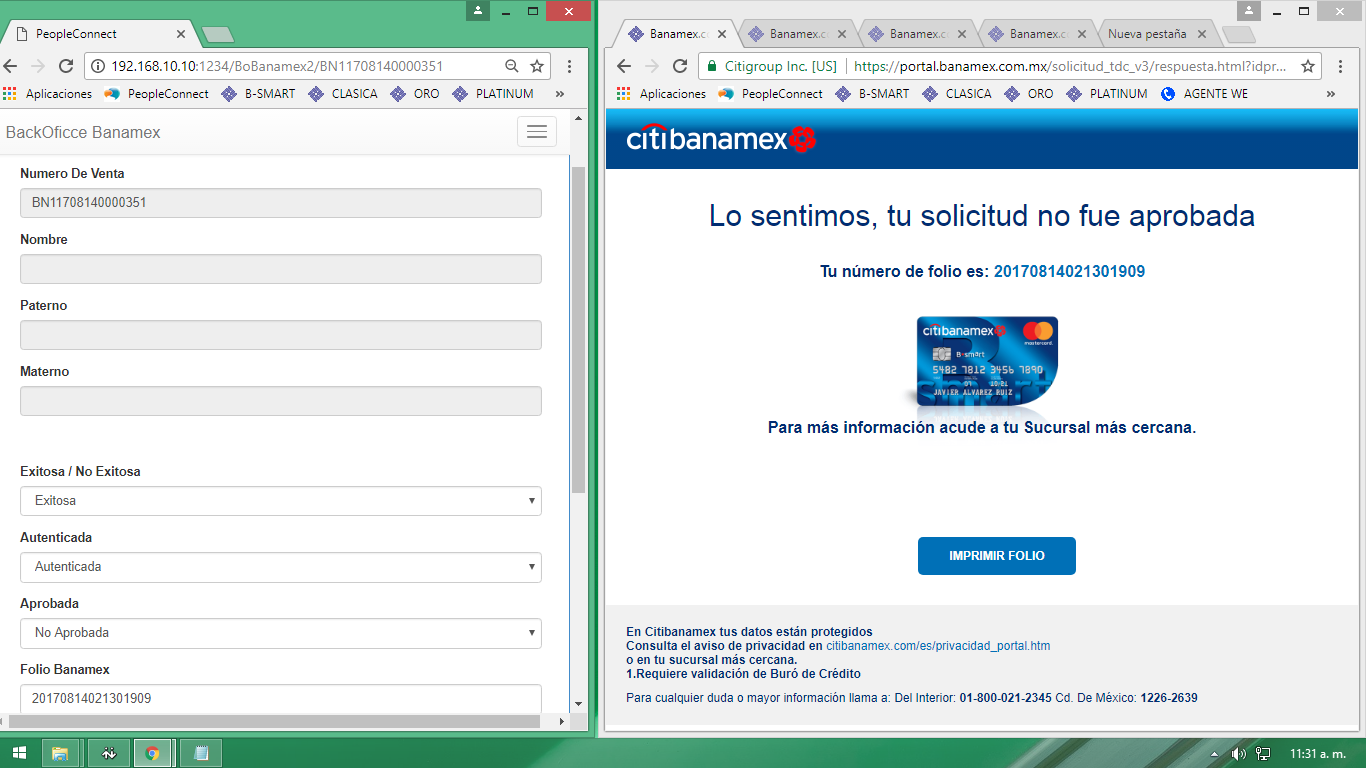 PeopleConnect
192.168.10.10:1234/BoBanamex2/BN11708140000351
Aplicaciones PeopleConnect B-SMART CLASICA ORO PLATINUM »
BackOficce Banamex
Numero De Venta
BN11708140000351
Nombre
Paterno
Materno
Exitosa / No Exitosa
Exitosa
Autenticada
Autenticada
Aprobada
No Aprobada
Folio Banamex
20170814021301909
Banamex.c Banamex.c Banamex.c Banamex.c Nueva pestaña
Citigroup Inc. [US] https://portal.banamex.com.mx/solicitud_tdc_v3/respuesta.html?idpr...
Aplicaciones PeopleConnect B-SMART CLASICA ORO PLATINUM AGENTE WE »
citibanamex
Lo sentimos, tu solicitud no fue aprobada
Tu número de folio es: 20170814021301909
citibanamex
mastercard.
B•smart
5482 7812 3456 7890
10/21
JAVIER ALVAREZ RUIZ
Para más información acude a tu Sucursal más cercana.
IMPRIMIR FOLIO
En Citibanamex tus datos están protegidos
Consulta el aviso de privacidad en citibanamex.com/es/privacidad_portal.htm
o en tu sucursal más cercana.
1.Requiere validación de Buró de Crédito
Para cualquier duda o mayor información llama a: Del Interior: 01-800-021-2345 Cd. De México: 1226-2639
11:31 a. m.